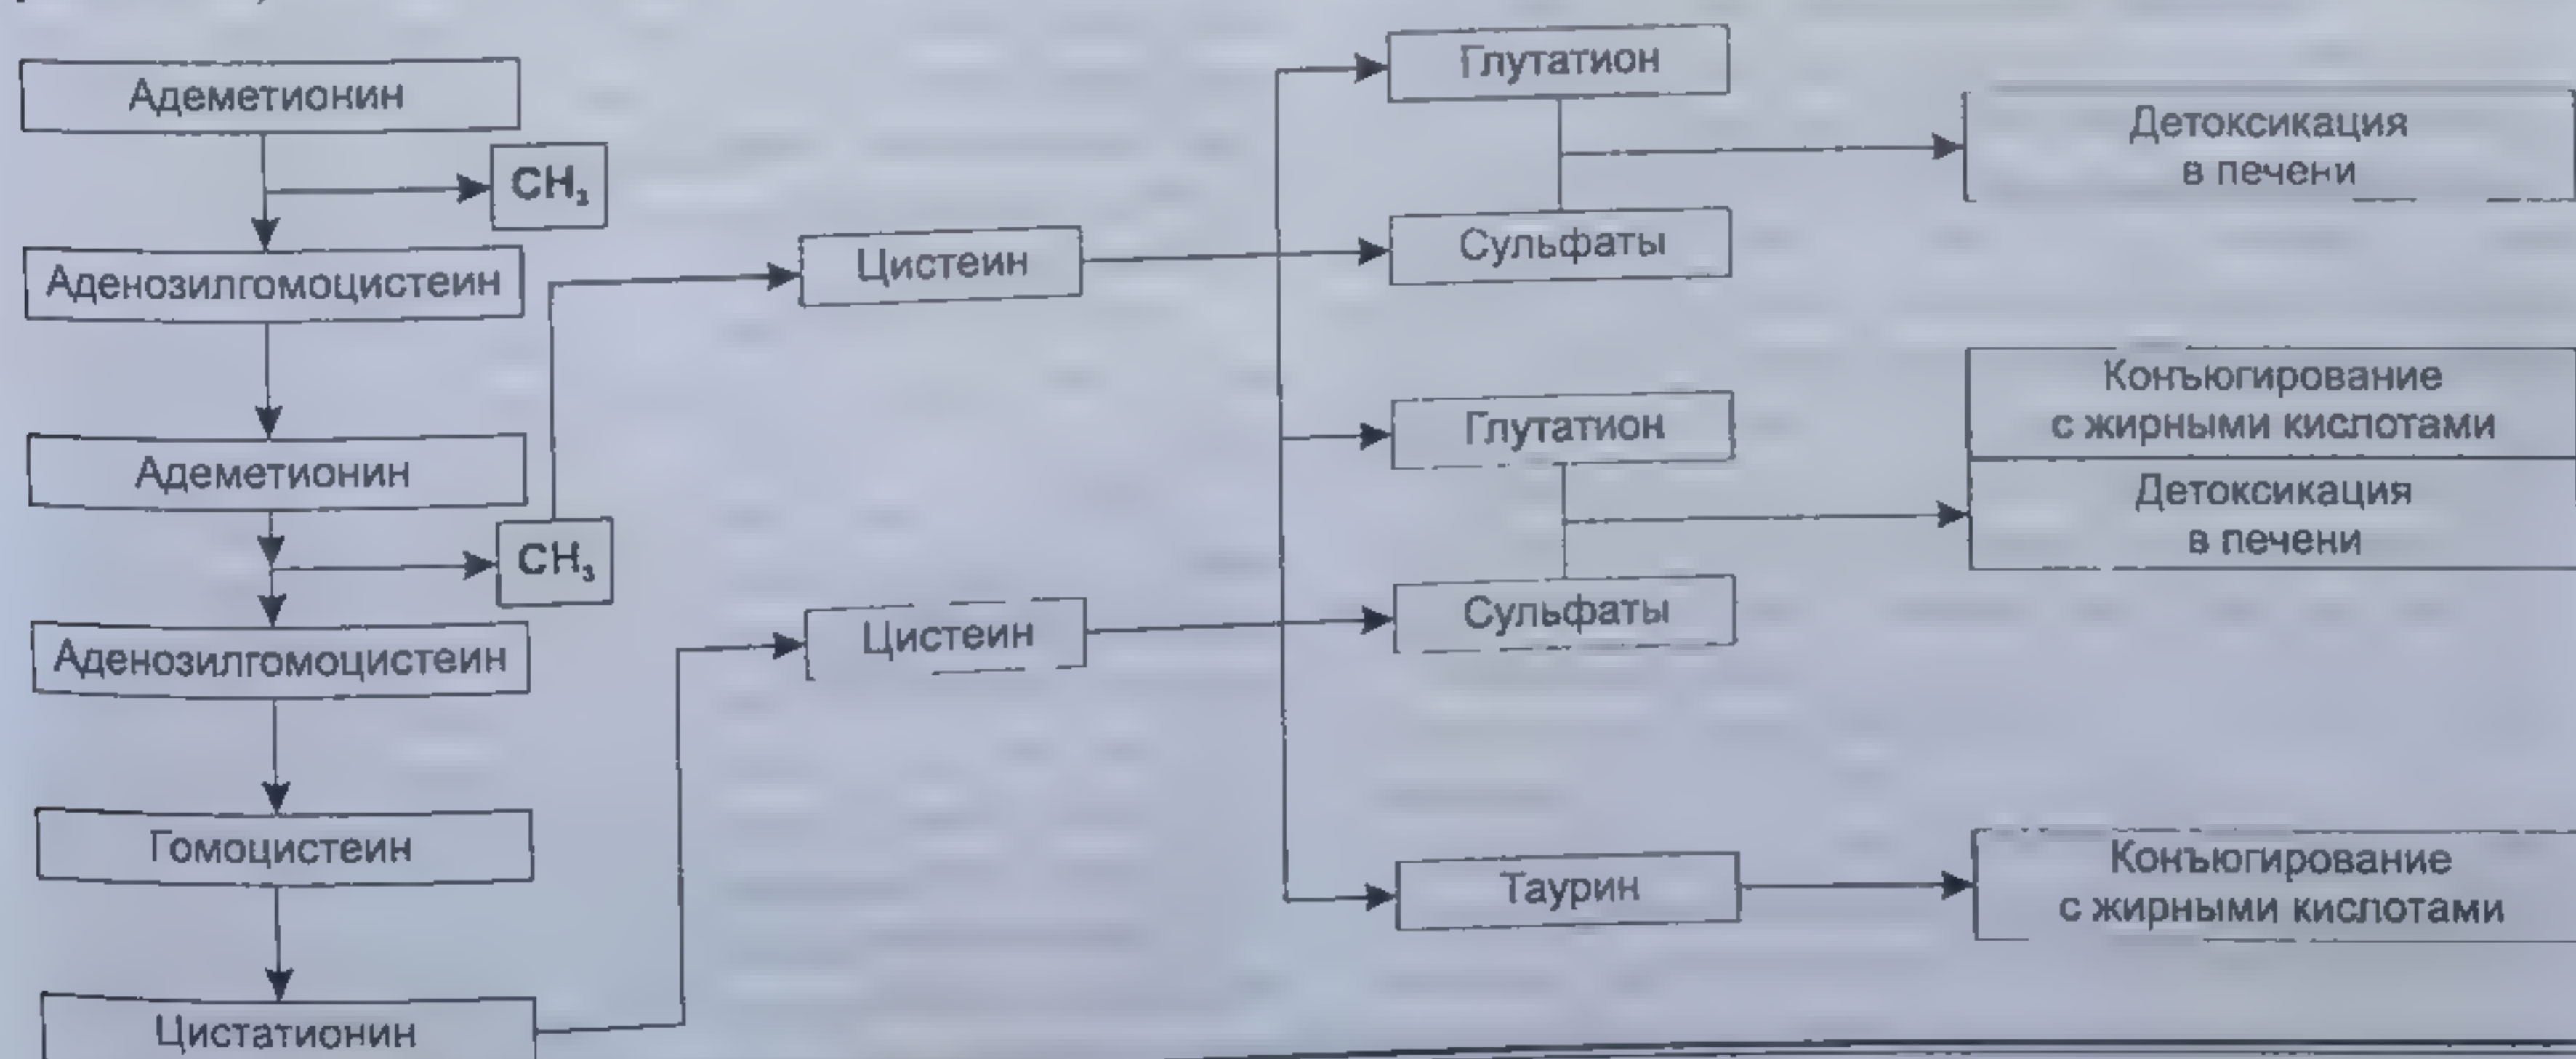 Адеметионин
CH₃
Аденозилгомоцистеин
Адеметионин
CH₃
Аденозилгомоцистеин
Гомоцистеин
Цистатионин
Цистеин
Цистеин
Глутатион
Сульфаты
Глутатион
Сульфаты
Таурин
Детоксикация
в печени
Конъюгирование
с жирными кислотами
Детоксикация
в печени
Конъюгирование
с жирными кислотами